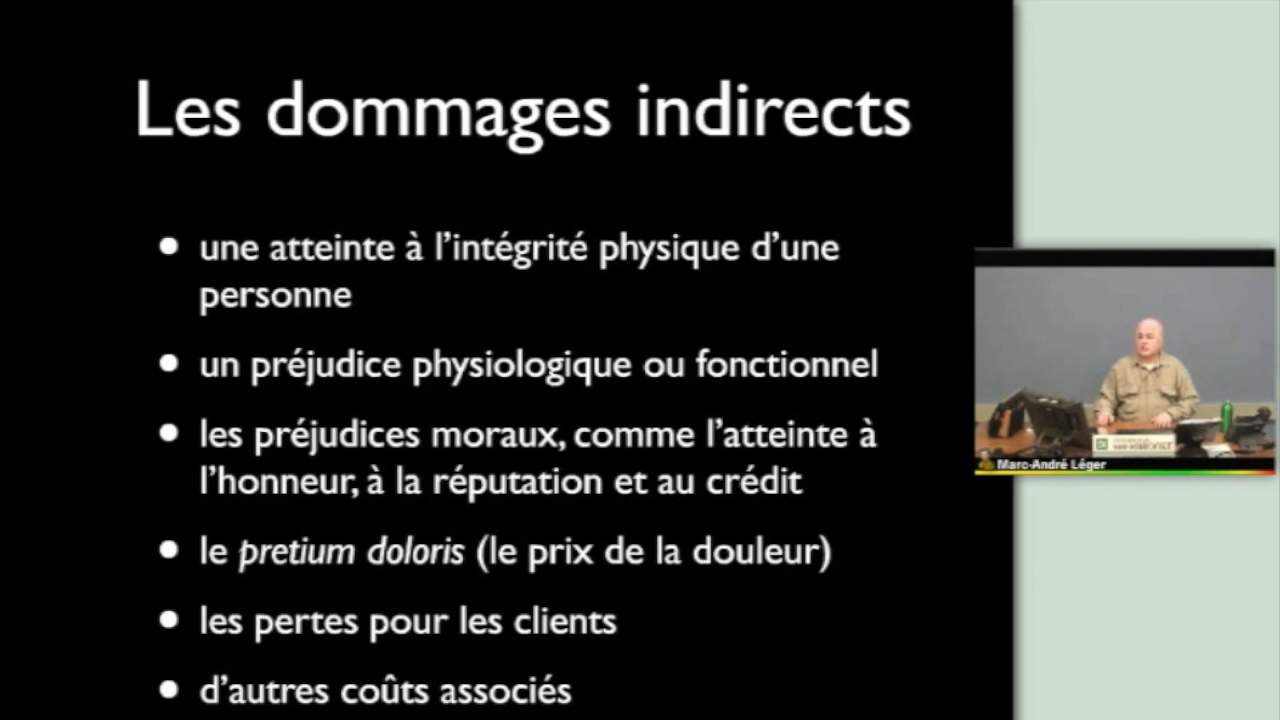 Les dommages indirects
• une atteinte à l’intégrité physique d’une
personne
• un préjudice physiologique ou fonctionnel
• les préjudices moraux, comme l’atteinte à
l’honneur, à la réputation et au crédit
• le pretium doloris (le prix de la douleur)
• les pertes pour les clients
• d’autres coûts associés
Marc-André Léger